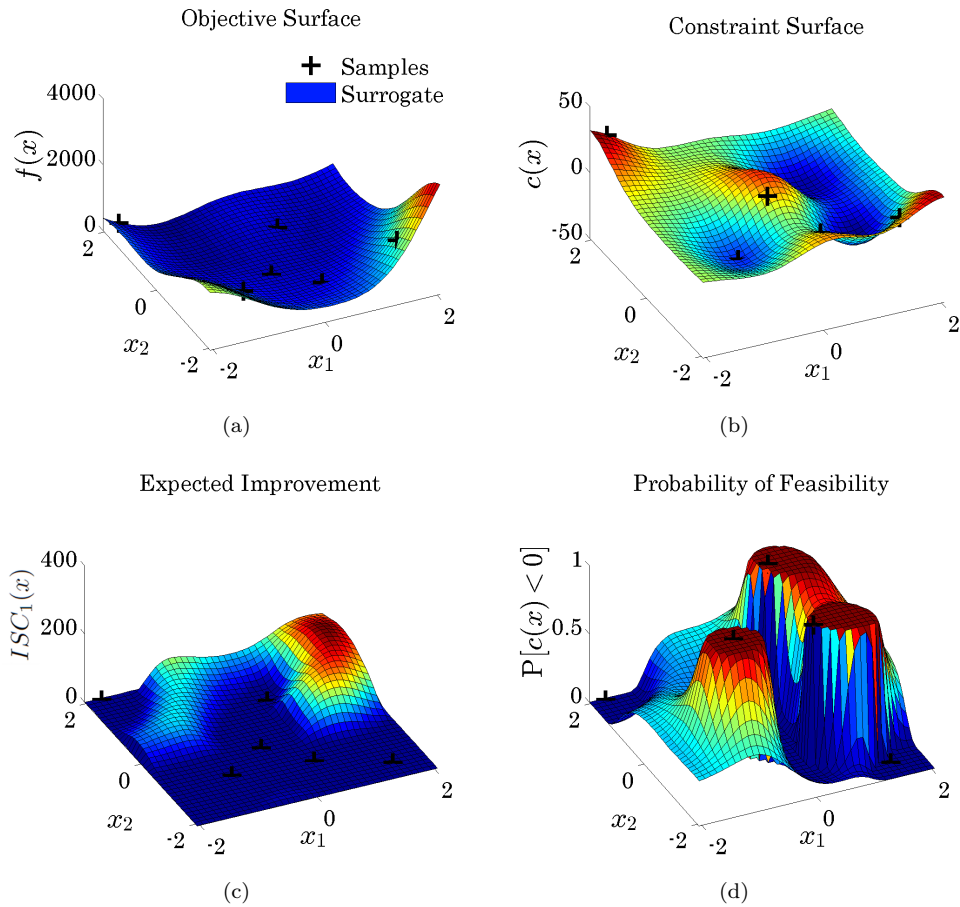 Objective Surface
Samples
Surrogate
4000
2000
0
f(x)
2
0
-2
x₂
-2
0
2
x₁
(a)
Constraint Surface
50
0
-50
c(x)
2
0
-2
x₂
-2
0
2
x₁
(b)
Expected Improvement
400
200
0
ISC₁(x)
2
0
-2
x₂
-2
0
2
x₁
(c)
Probability of Feasibility
1
0.5
0
P[c(x) < 0]
2
0
-2
x₂
-2
0
2
x₁
(d)